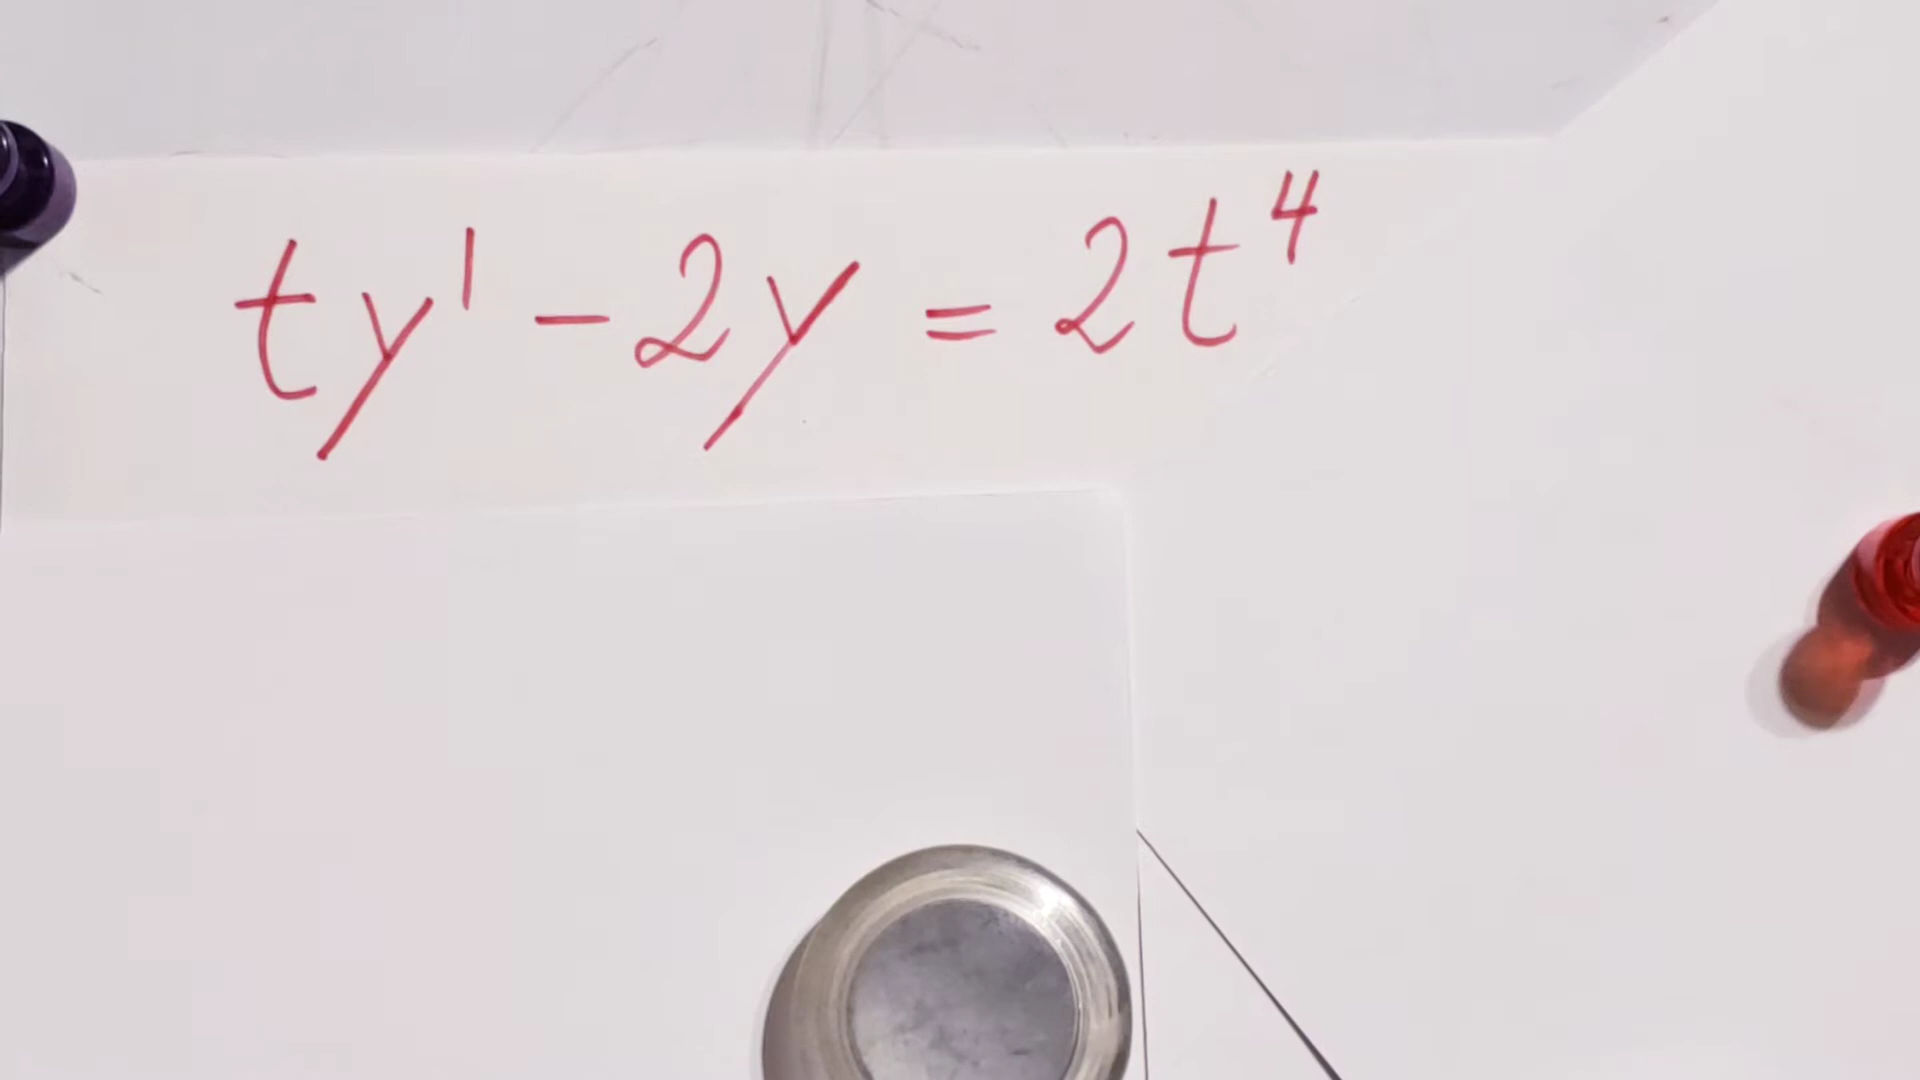 ty' - 2y = 2t⁴